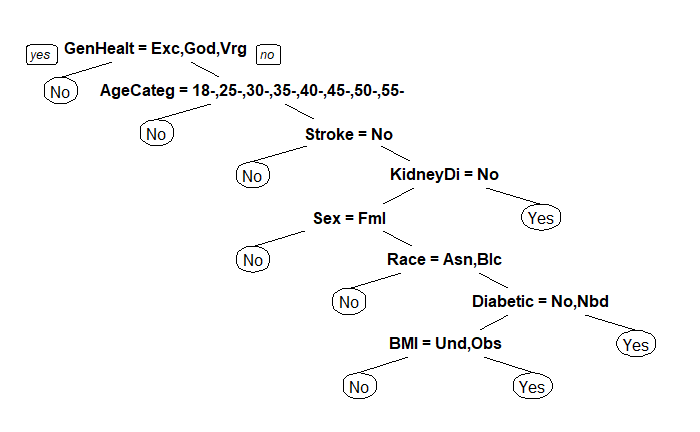 yes GenHealt = Exc,God,Vrg no
No AgeCateg = 18-,25-,30-,35-,40-,45-,50-,55-
No Stroke = No
No KidneyDi = No
Sex = Fml Yes
No Race = Asn,Blc
No Diabetic = No,Nbd
BMI = Und,Obs Yes
No Yes